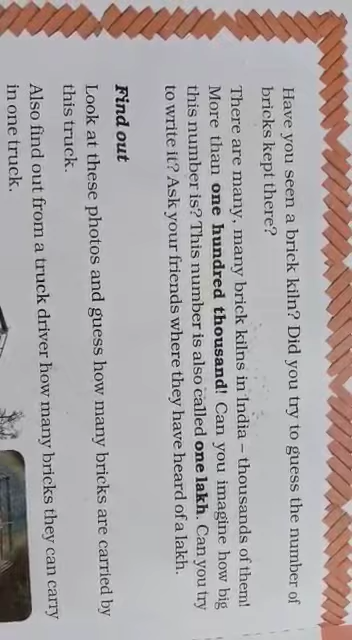 Have you seen a brick kiln? Did you try to guess the number of
bricks kept there?
There are many, many brick kilns in India – thousands of them!
More than one hundred thousand! Can you imagine how big
this number is? This number is also called one lakh. Can you try
to write it? Ask your friends where they have heard of a lakh.
Find out
Look at these photos and guess how many bricks are carried by
this truck.
Also find out from a truck driver how many bricks they can carry
in one truck.